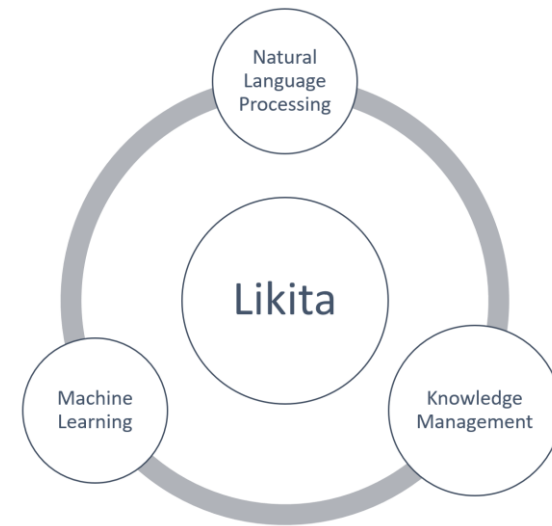 Natural
Language
Processing
Likita
Machine
Learning
Knowledge
Management